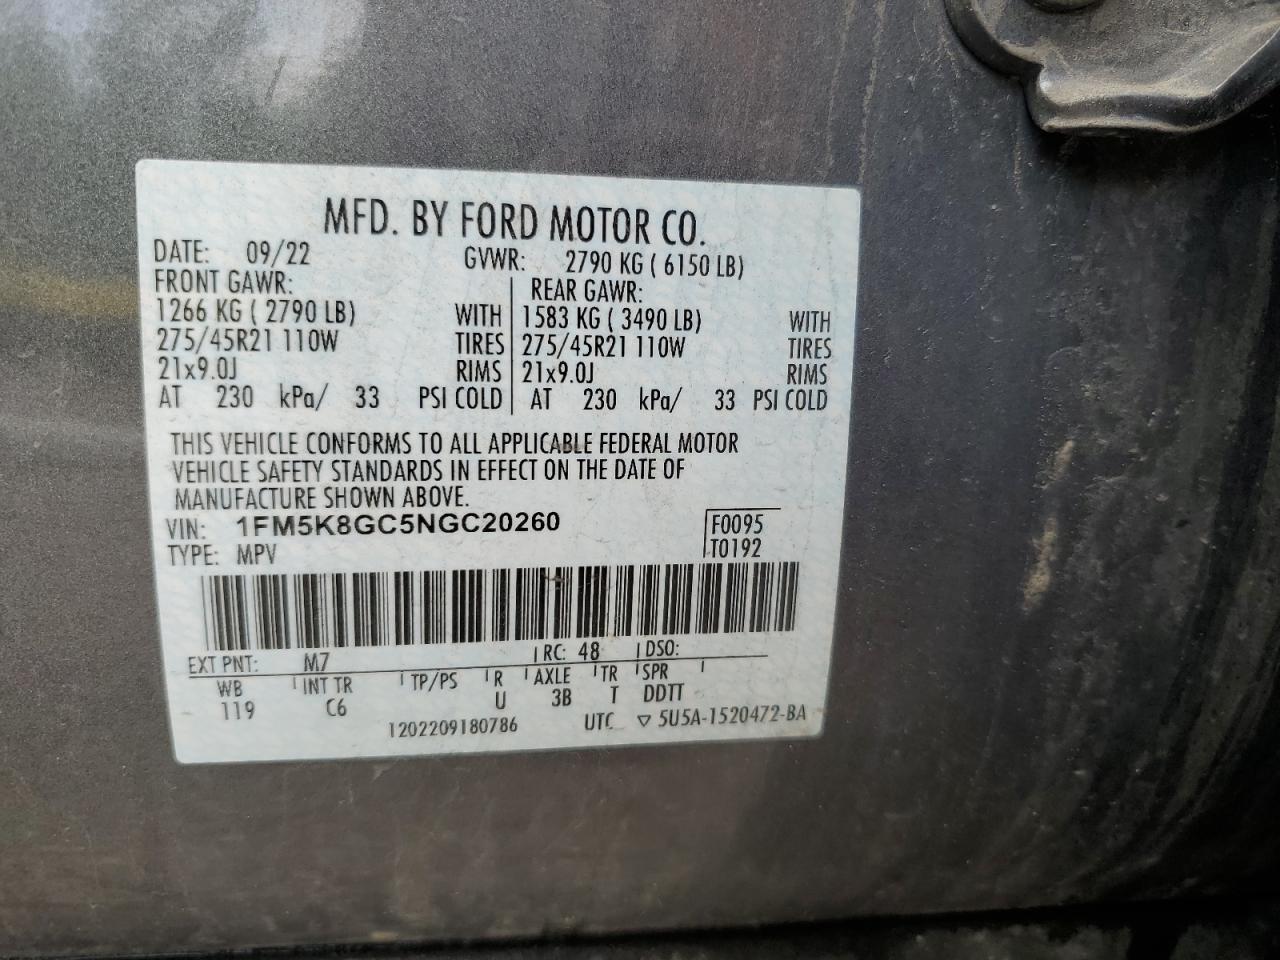 MFD. BY FORD MOTOR CO.
DATE: 09/22 GVWR: 2790 KG ( 6150 LB)
FRONT GAWR: REAR GAWR:
1266 KG ( 2790 LB) WITH 1583 KG ( 3490 LB) WITH
275/45R21 110W TIRES 275/45R21 110W TIRES
21x9.0J RIMS 21x9.0J RIMS
AT 230 kPa/ 33 PSI COLD AT 230 kPa/ 33 PSI COLD
THIS VEHICLE CONFORMS TO ALL APPLICABLE FEDERAL MOTOR
VEHICLE SAFETY STANDARDS IN EFFECT ON THE DATE OF
MANUFACTURE SHOWN ABOVE.
VIN: 1FM5K8GC5NGC20260 F0095
TYPE: MPV T0192
EXT PNT: M7 RC: 48 DSO:
WB INT TR TP/PS R AXLE TR SPR
119 C6 U 3B T DDTT
1202209180786 UTC ▽ 5U5A-1520472-BA